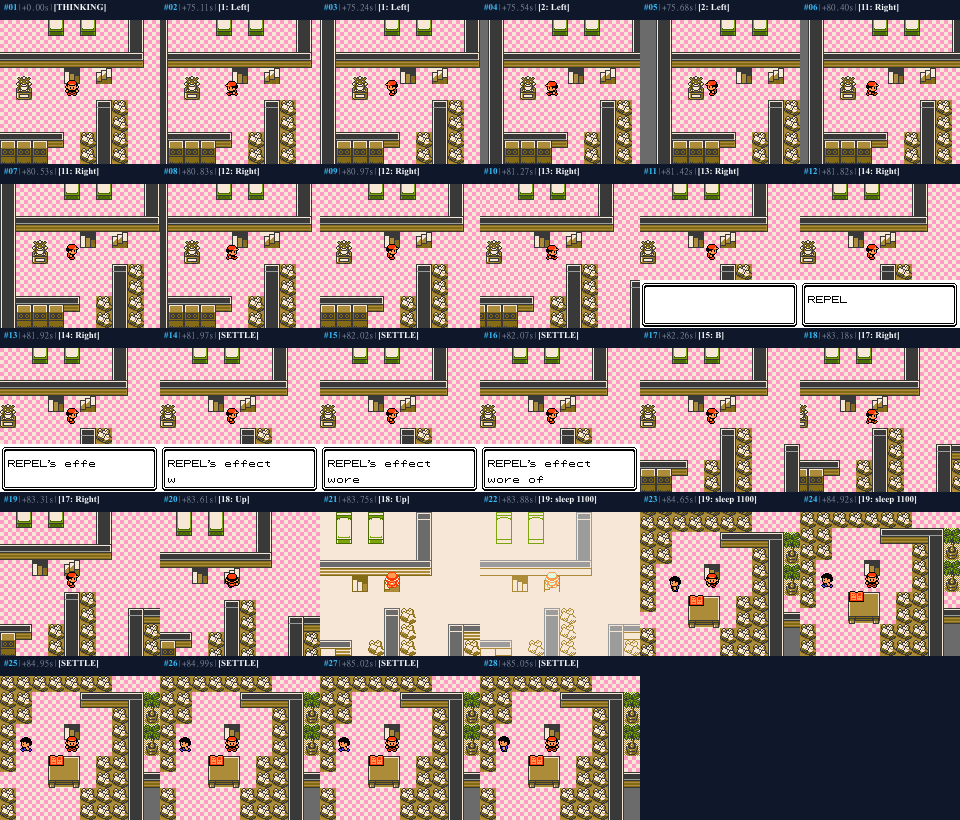 #01|+0.00s| [THINKING]
#02|+75.11s| [1: Left]
#03|+75.24s| [1: Left]
#04|+75.54s| [2: Left]
#05|+75.68s| [2: Left]
#06|+80.40s| [11: Right]
#07|+80.53s| [11: Right]
#08|+80.83s| [12: Right]
#09|+80.97s| [12: Right]
#10|+81.27s| [13: Right]
#11|+81.42s| [13: Right]
#12|+81.82s| [14: Right]
REPEL
#13|+81.92s| [14: Right]
#14|+81.97s| [SETTLE]
#15|+82.02s| [SETTLE]
#16|+82.07s| [SETTLE]
#17|+82.26s| [15: B]
#18|+83.18s| [17: Right]
REPEL's effe
REPEL's effect
w
REPEL's effect
wore
REPEL's effect
wore of
#19|+83.31s| [17: Right]
#20|+83.61s| [18: Up]
#21|+83.75s| [18: Up]
#22|+83.88s| [19: sleep 1100]
#23|+84.65s| [19: sleep 1100]
#24|+84.92s| [19: sleep 1100]
#25|+84.95s| [SETTLE]
#26|+84.99s| [SETTLE]
#27|+85.02s| [SETTLE]
#28|+85.05s| [SETTLE]